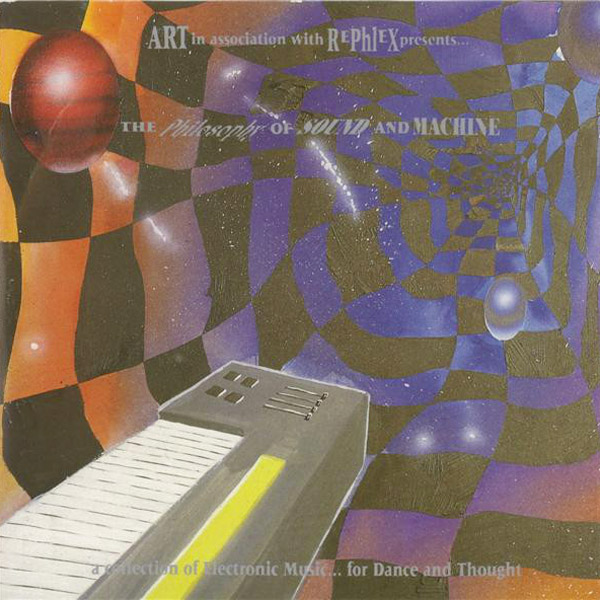 ART in association with REPhlEX presents...
THE Philosophy OF SOUND AND MACHINE
a collection of Electronic Music... for Dance and Thought